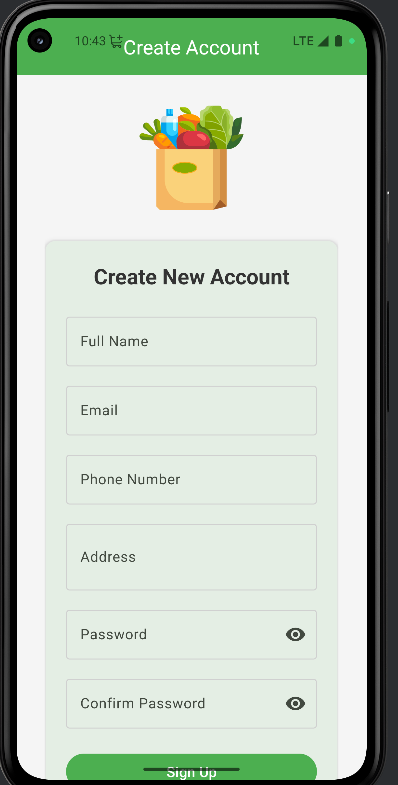 10:43 Create Account LTE
Create New Account
Full Name
Email
Phone Number
Address
Password
Confirm Password
Sign Up